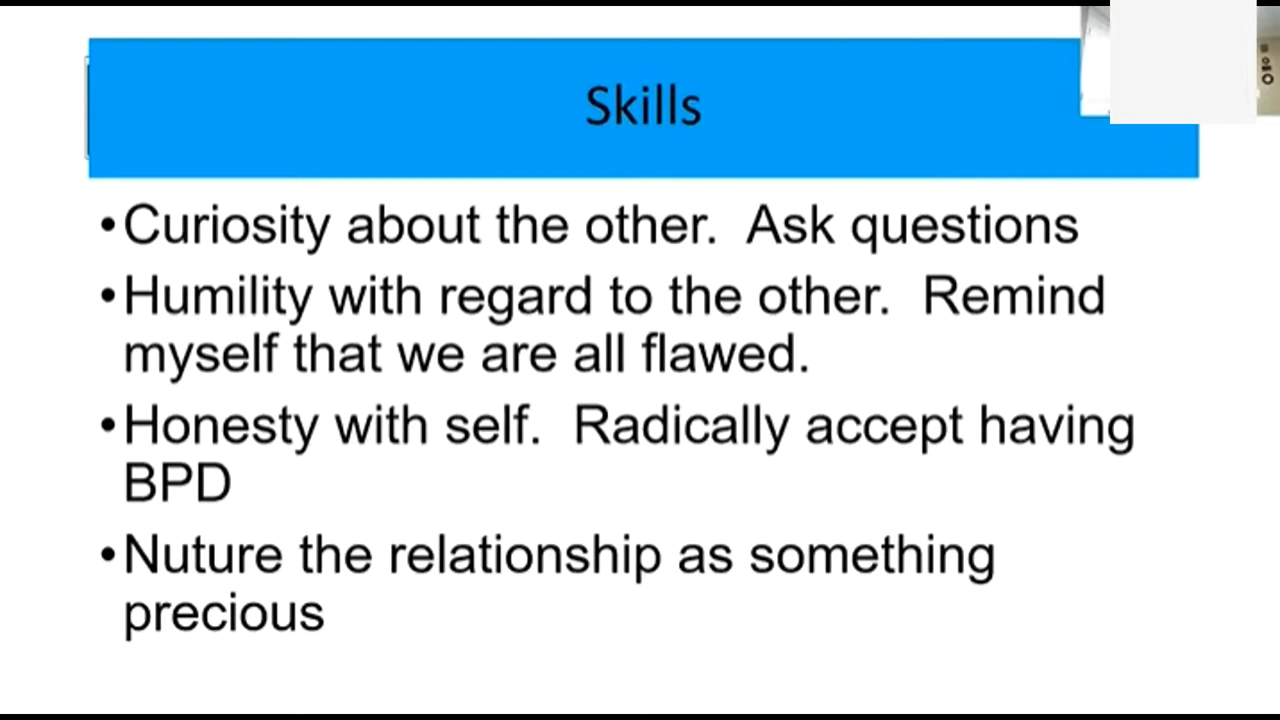 Skills
•Curiosity about the other.  Ask questions
•Humility with regard to the other.  Remind
myself that we are all flawed.
•Honesty with self.  Radically accept having
BPD
•Nuture the relationship as something
precious